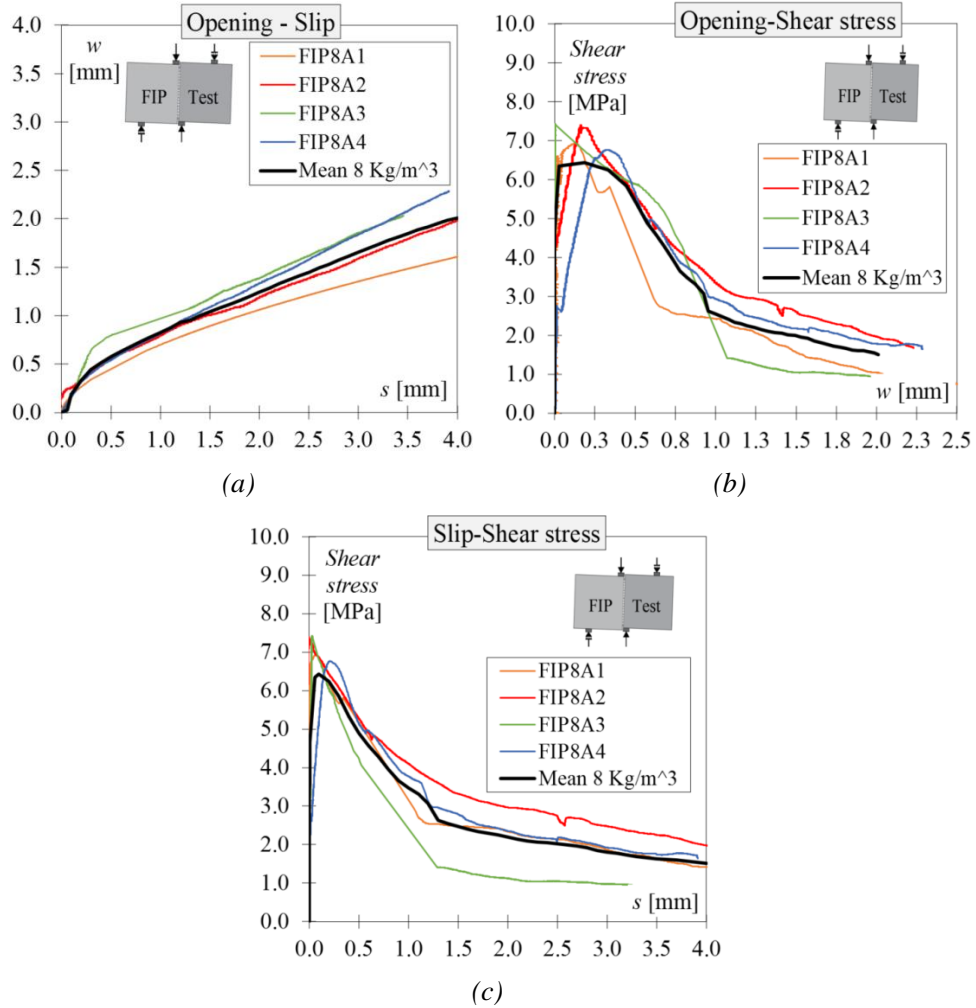 Opening - Slip
w
[mm]
4.0
3.5
3.0
2.5
2.0
1.5
1.0
0.5
0.0
FIP Test
FIP8A1
FIP8A2
FIP8A3
FIP8A4
Mean 8 Kg/m^3
s [mm]
0.0 0.5 1.0 1.5 2.0 2.5 3.0 3.5 4.0
(a)
Opening-Shear stress
Shear
stress
[MPa]
10.0
9.0
8.0
7.0
6.0
5.0
4.0
3.0
2.0
1.0
0.0
FIP Test
FIP8A1
FIP8A2
FIP8A3
FIP8A4
Mean 8 Kg/m^3
w [mm]
0.0 0.3 0.5 0.8 1.0 1.3 1.5 1.8 2.0 2.3 2.5
(b)
Slip-Shear stress
Shear
stress
[MPa]
10.0
9.0
8.0
7.0
6.0
5.0
4.0
3.0
2.0
1.0
0.0
FIP Test
FIP8A1
FIP8A2
FIP8A3
FIP8A4
Mean 8 Kg/m^3
s [mm]
0.0 0.5 1.0 1.5 2.0 2.5 3.0 3.5 4.0
(c)